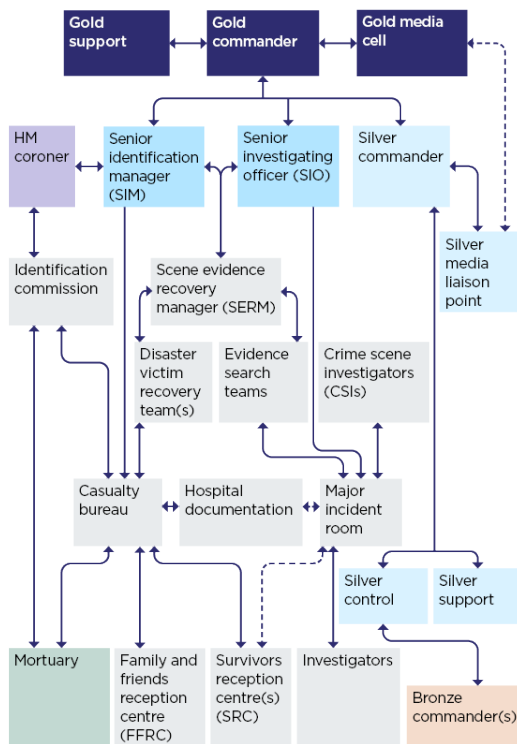 Gold
support
Gold
commander
Gold media
cell
HM
coroner
Senior
identification
manager
(SIM)
Senior
investigating
officer (SIO)
Silver
commander
Silver
media
liaison
point
Identification
commission
Scene evidence
recovery
manager (SERM)
Disaster
victim
recovery
team(s)
Evidence
search
teams
Crime scene
investigators
(CSIs)
Casualty
bureau
Hospital
documentation
Major
incident
room
Silver
control
Silver
support
Mortuary
Family and
friends
reception
centre
(FFRC)
Survivors
reception
centre(s)
(SRC)
Investigators
Bronze
commander(s)